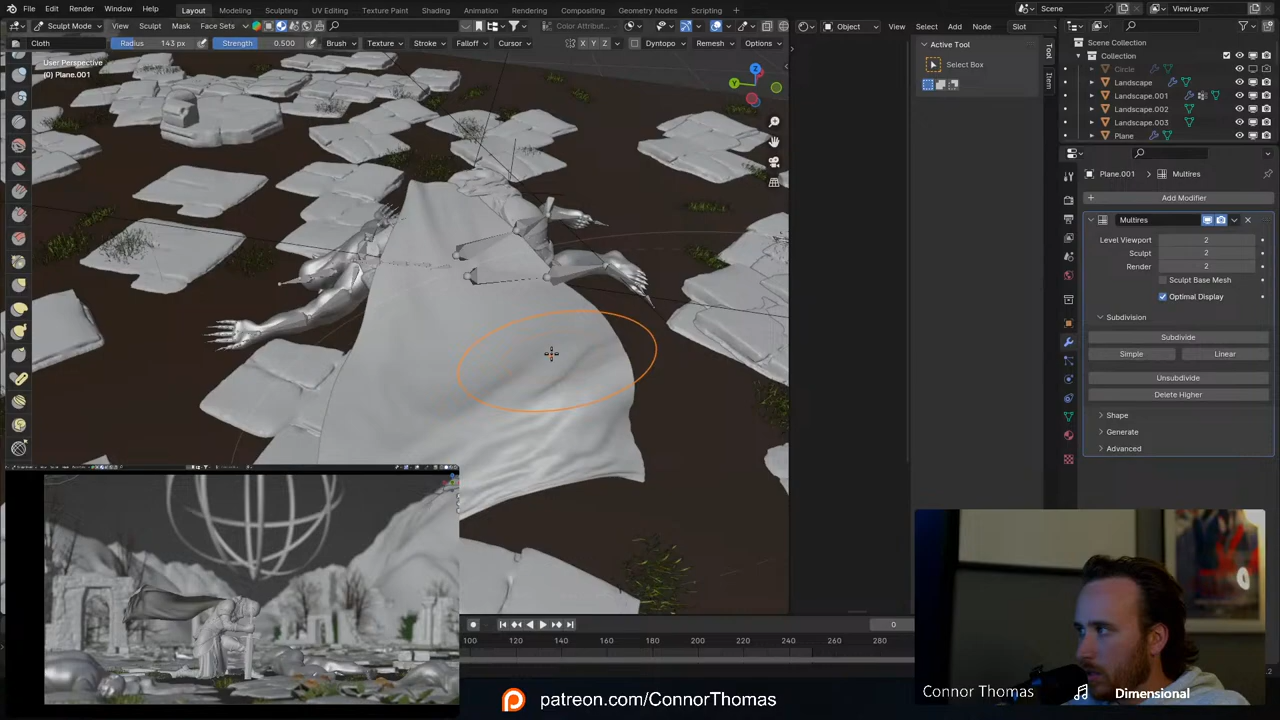 File Edit Render Window Help Layout Modeling Sculpting UV Editing Texture Paint Shading Animation Rendering Compositing Geometry Nodes Scripting Scene ViewLayer
Sculpt Mode View Sculpt Mask Face Sets Color Attribute... Object View Select Add Node Slot
Cloth Radius 143 px Strength 0.500 Brush Texture Stroke Falloff Cursor X Y Z Dyntopo Remesh Options
User Perspective
(0) Plane.001
Z
Y
Active Tool
Select Box
Tool
Item
Scene Collection
Collection
Circle
Landscape
Landscape.001
Landscape.002
Landscape.003
Plane
Plane.001 Multires
Add Modifier
Multires
Level Viewport 2
Sculpt 2
Render 2
Sculpt Base Mesh
Optimal Display
Subdivision
Subdivide
Simple Linear
Unsubdivide
Delete Higher
Shape
Generate
Advanced
0
100 120 140 160 180 200 220 240 260 280
patreon.com/ConnorThomas
Connor Thomas Dimensional